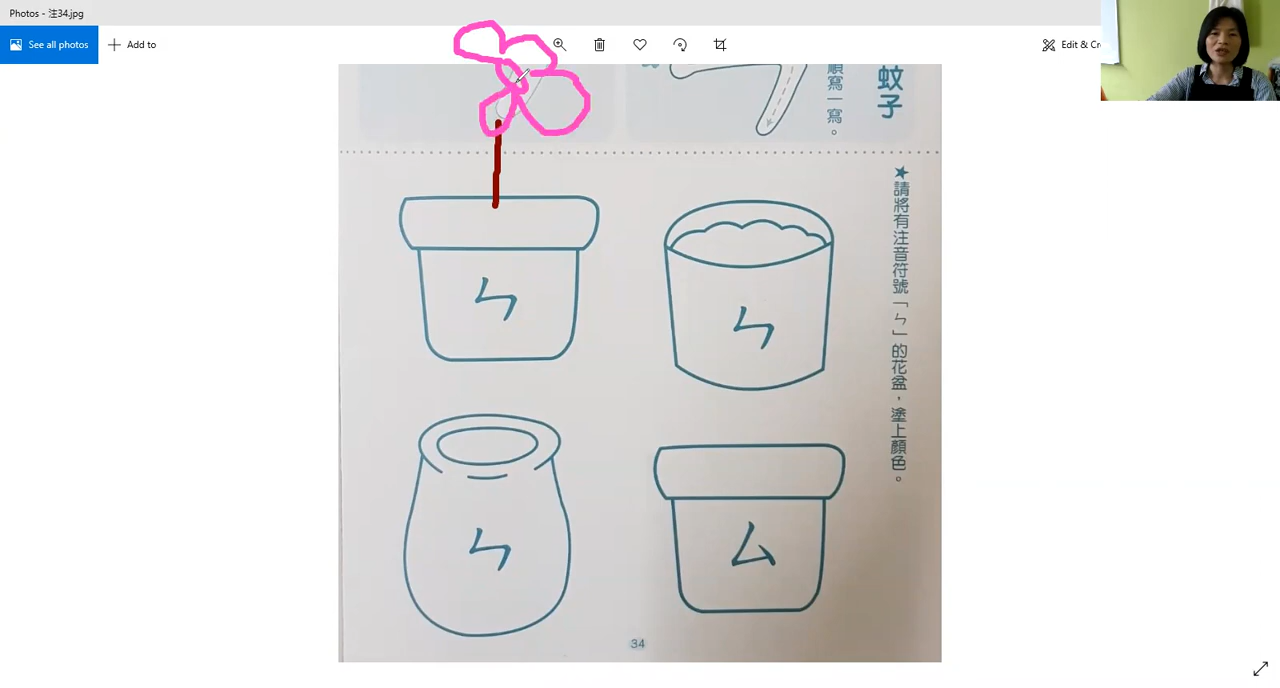 Photos - 注34.jpg
See all photos
Add to
Edit & Cr
蚊子
順寫一寫。
★請將有注音符號「ㄣ」的花盆,塗上顏色。
ㄣ
ㄣ
ㄣ
ㄙ
34